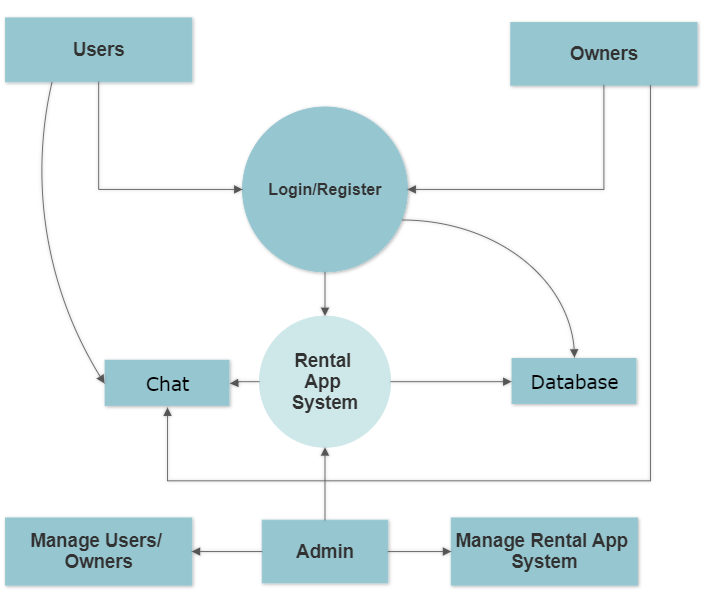 Users
Owners
Login/Register
Rental
App
System
Chat
Database
Manage Users/
Owners
Admin
Manage Rental App
System